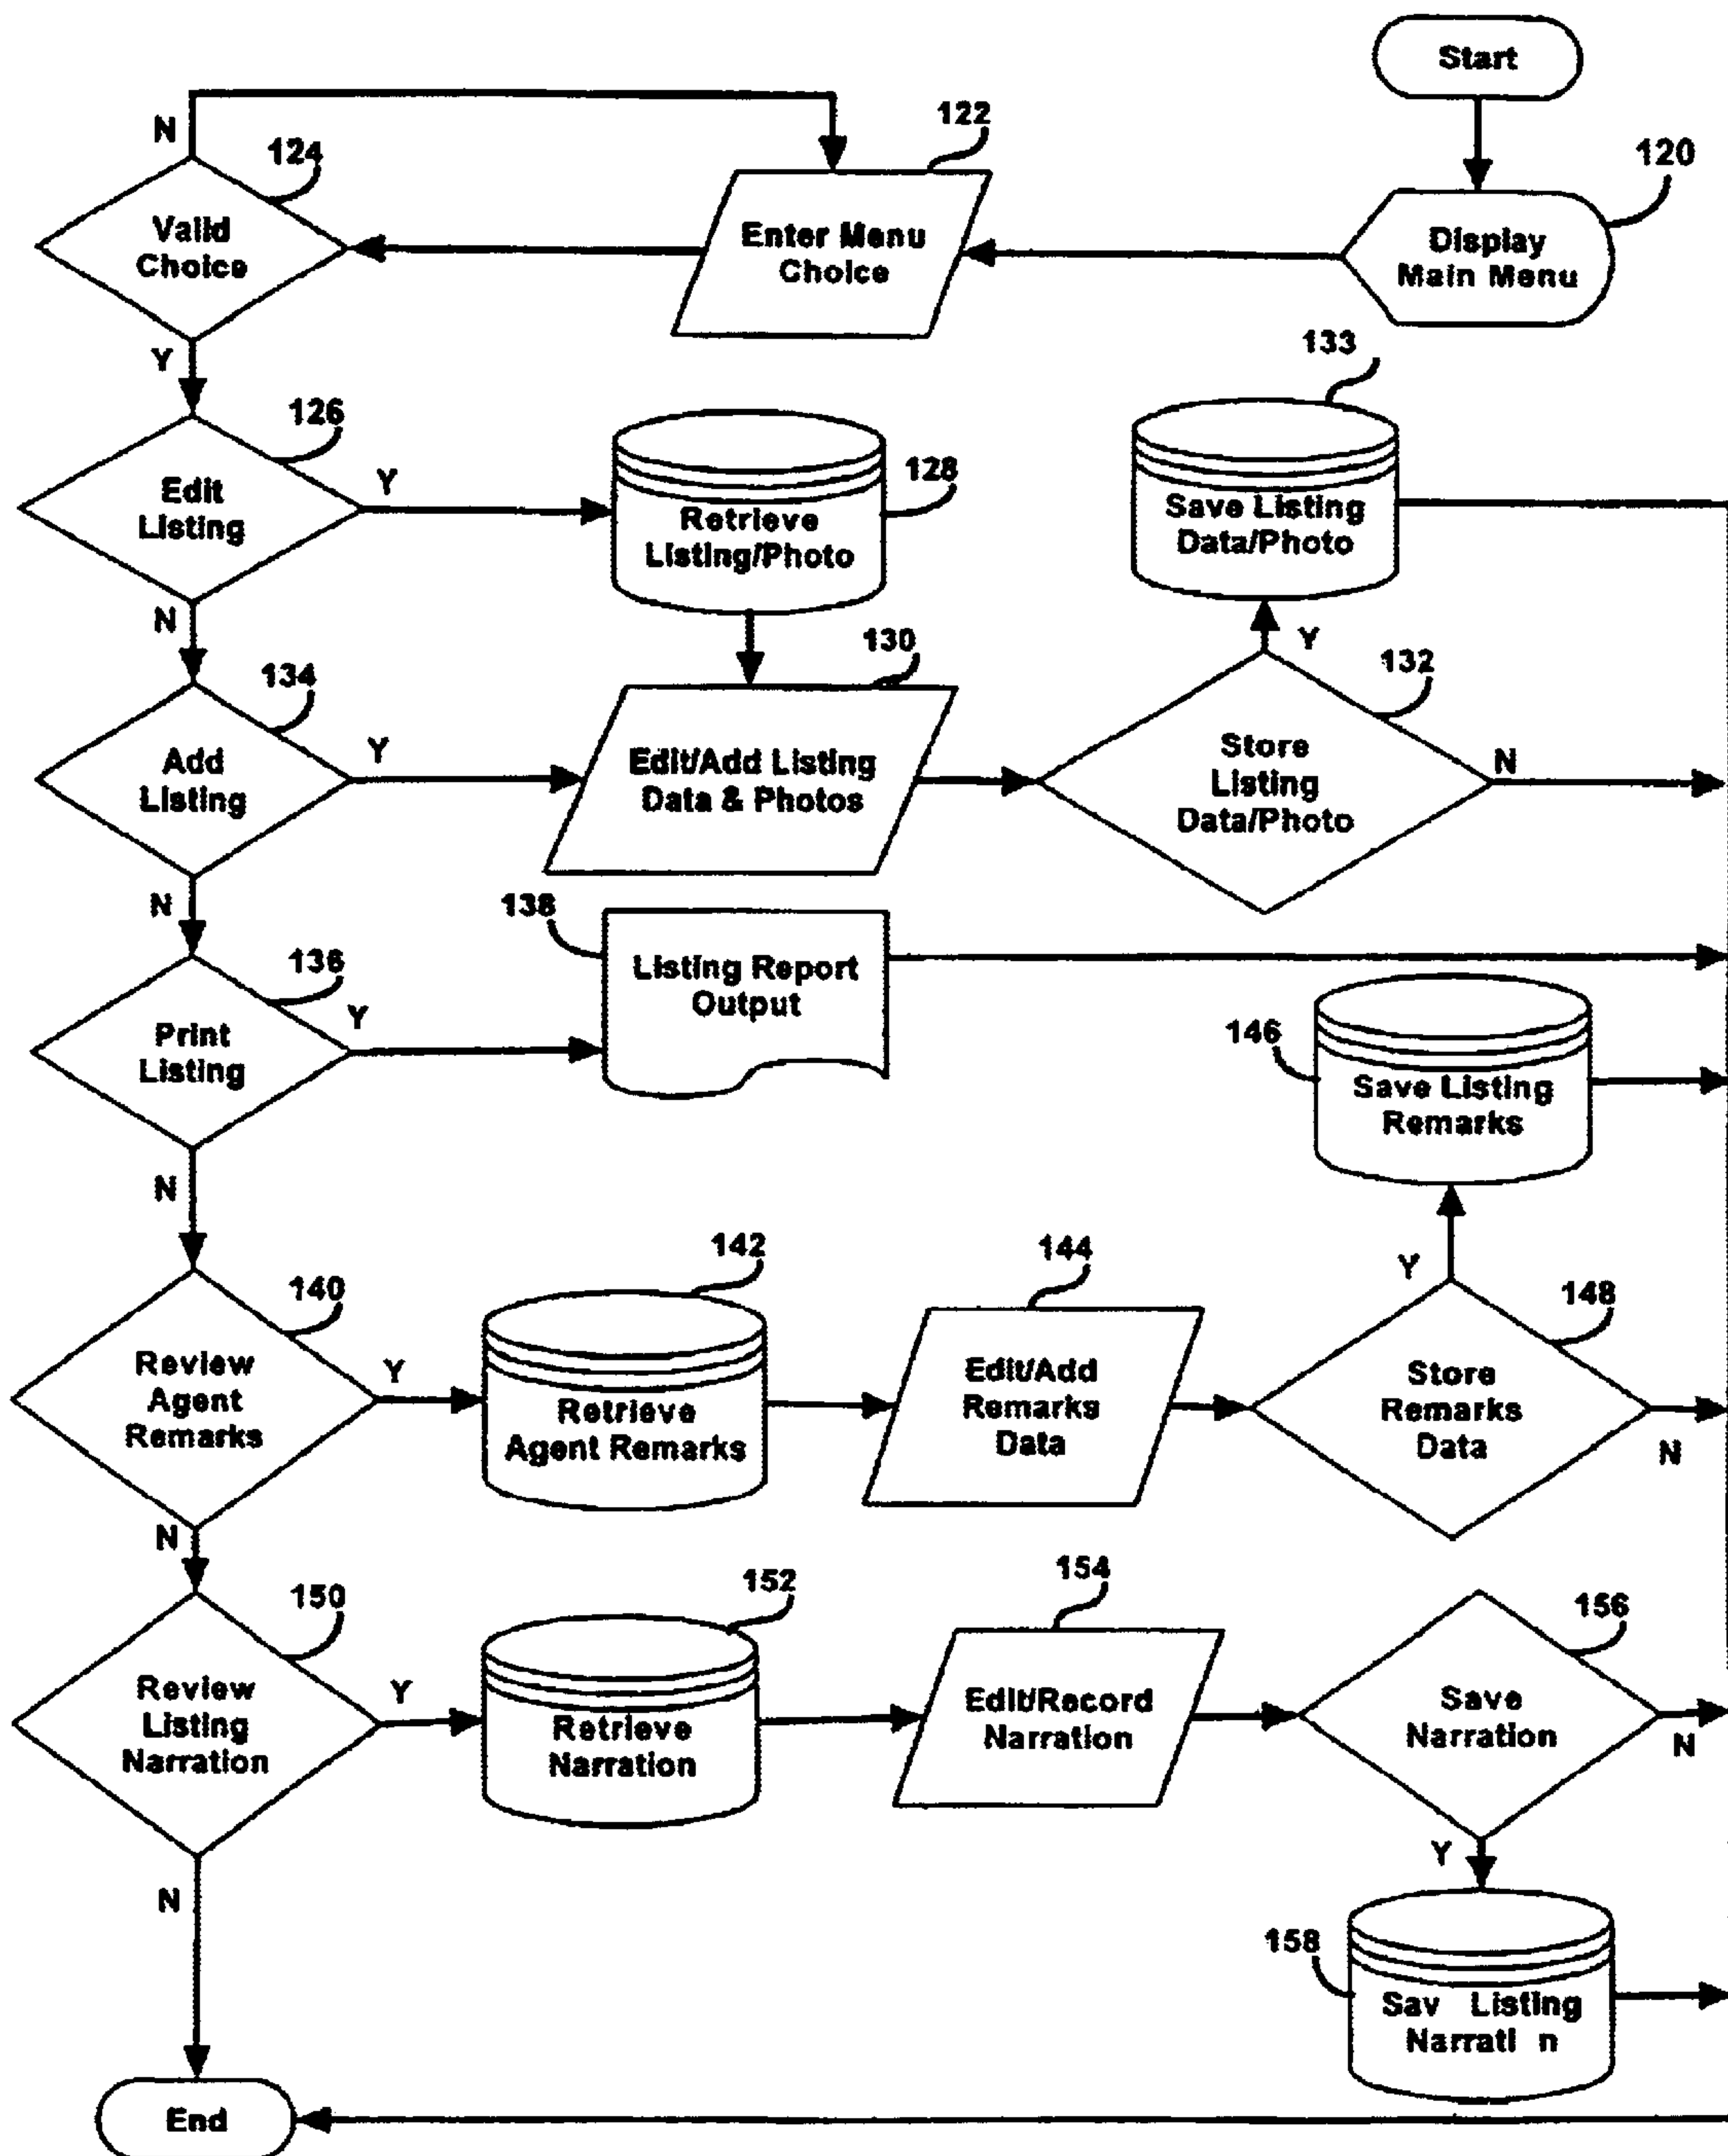 Start
120
Display
Main Menu
122
Enter Menu
Choice
N
124
Valid
Choice
Y
126
Edit
Listing
Y
N
128
Retrieve
Listing/Photo
133
Save Listing
Data/Photo
Y
130
Edit/Add Listing
Data & Photos
132
Store
Listing
Data/Photo
N
134
Add
Listing
Y
N
136
Print
Listing
Y
N
138
Listing Report
Output
146
Save Listing
Remarks
Y
140
Review
Agent
Remarks
Y
N
142
Retrieve
Agent Remarks
144
Edit/Add
Remarks
Data
148
Store
Remarks
Data
N
150
Review
Listing
Narration
Y
N
152
Retrieve
Narration
154
Edit/Record
Narration
156
Save
Narration
N
Y
158
Sav Listing
Narrati n
End